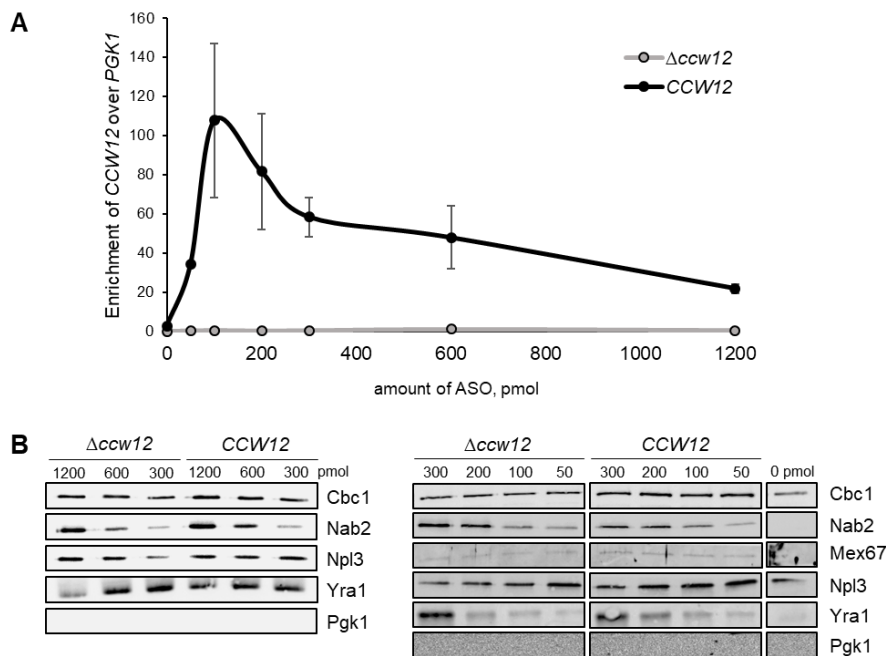 A
160
140
120
100
80
60
40
20
0
Enrichment of CCW12 over PGK1
0 200 400 600 800 1000 1200
amount of ASO, pmol
Δccw12
CCW12
B
Δccw12 CCW12
1200 600 300 1200 600 300 pmol
Cbc1
Nab2
Npl3
Yra1
Pgk1
Δccw12 CCW12
300 200 100 50 300 200 100 50 0 pmol
Cbc1
Nab2
Mex67
Npl3
Yra1
Pgk1